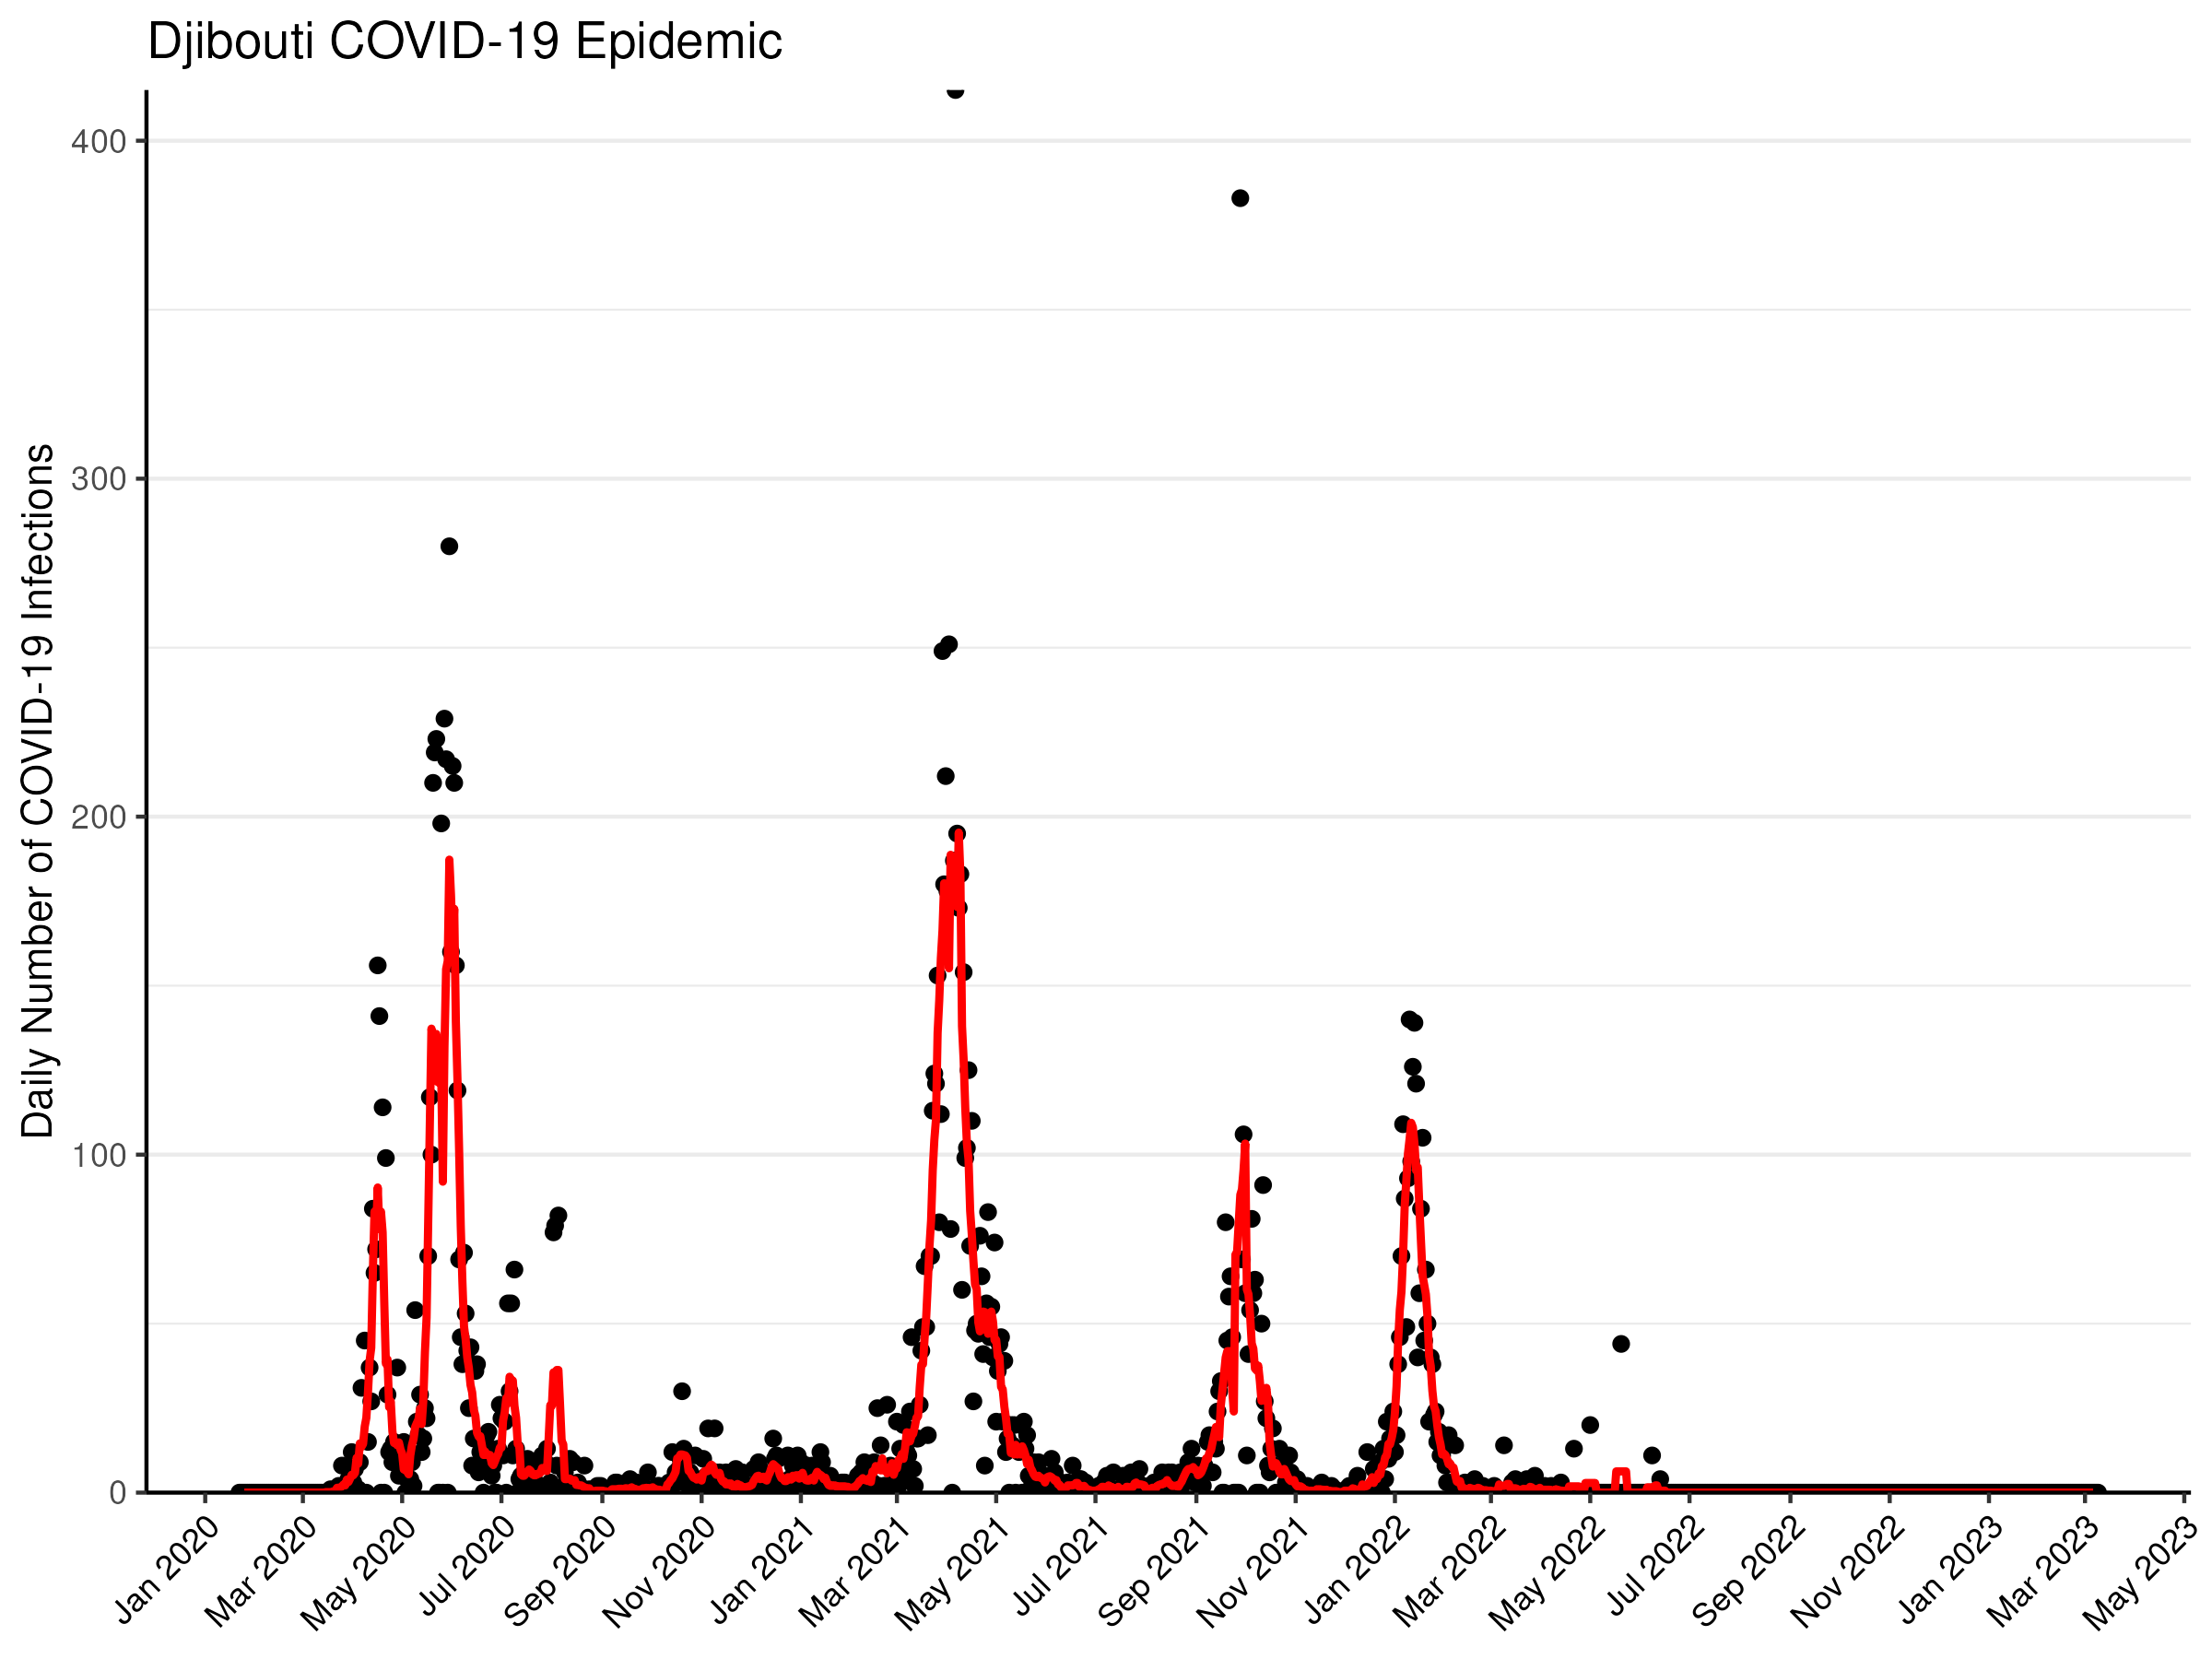 Djibouti COVID-19 Epidemic
Daily Number of COVID-19 Infections
400
300
200
100
0
Jan 2020
Mar 2020
May 2020
Jul 2020
Sep 2020
Nov 2020
Jan 2021
Mar 2021
May 2021
Jul 2021
Sep 2021
Nov 2021
Jan 2022
Mar 2022
May 2022
Jul 2022
Sep 2022
Nov 2022
Jan 2023
Mar 2023
May 2023